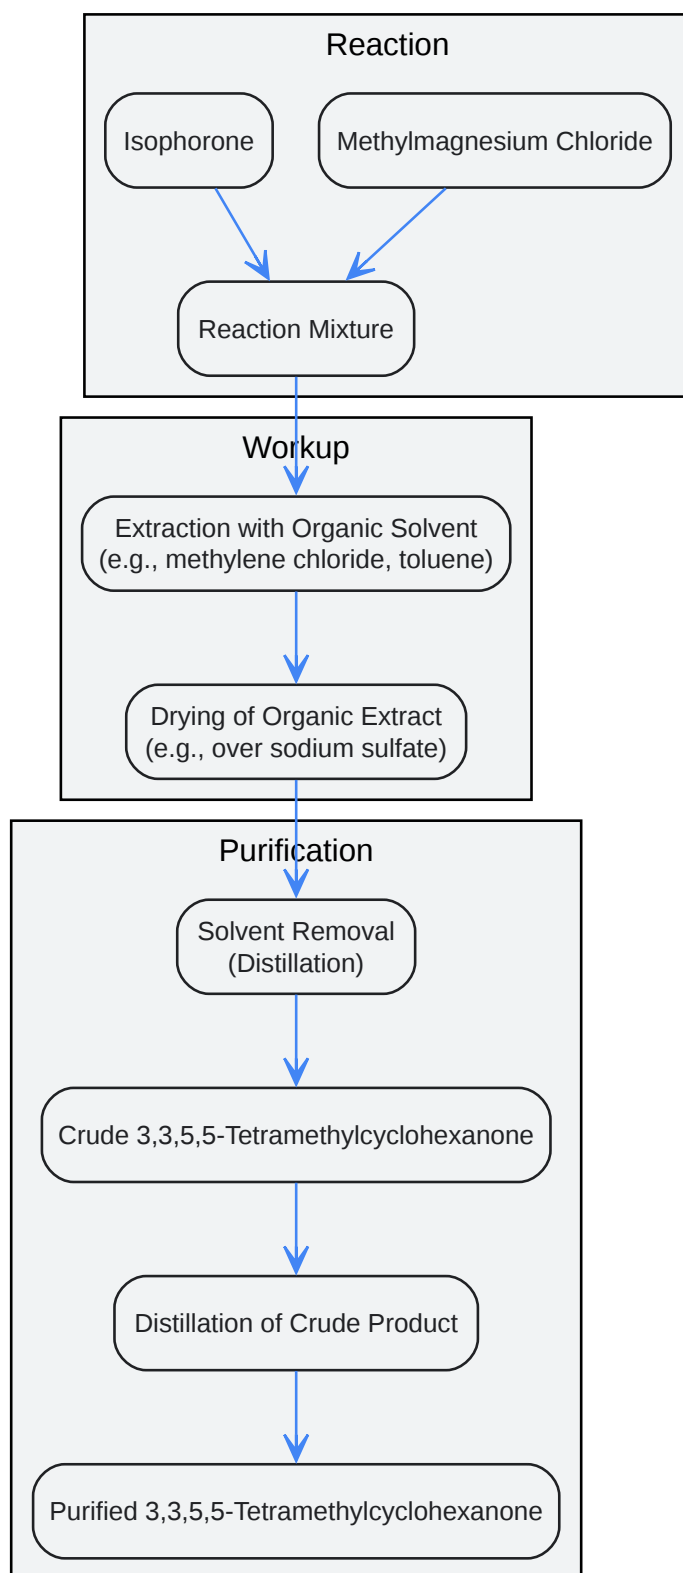 Reaction
Isophorone
Methylmagnesium Chloride
Reaction Mixture
Workup
Extraction with Organic Solvent
(e.g., methylene chloride, toluene)
Drying of Organic Extract
(e.g., over sodium sulfate)
Purification
Solvent Removal
(Distillation)
Crude 3,3,5,5-Tetramethylcyclohexanone
Distillation of Crude Product
Purified 3,3,5,5-Tetramethylcyclohexanone